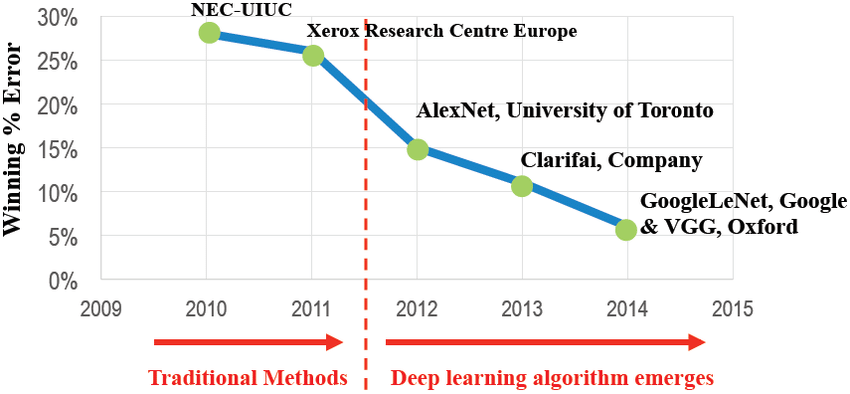 NEC-UIUC
30%
Xerox Research Centre Europe
25%
20%
AlexNet, University of Toronto
15%
Clarifai, Company
10%
GoogleLeNet, Google
& VGG, Oxford
5%
0%
Winning % Error
2009 2010 2011 2012 2013 2014 2015
Traditional Methods
Deep learning algorithm emerges